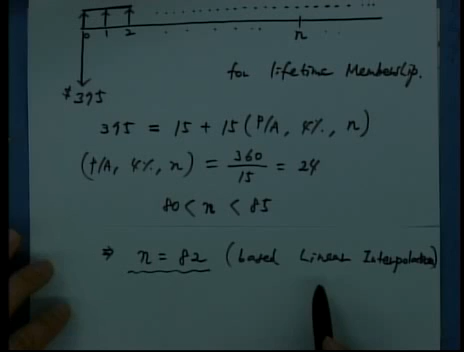 0 1 2 n
$375
for lifetime Membership.
375 = 15 + 15 (P/A, 4%, n)
(P/A, 4%, n) = 360/15 = 24
80 < n < 85
⇒ n = 82 (based Linear Interpolation)